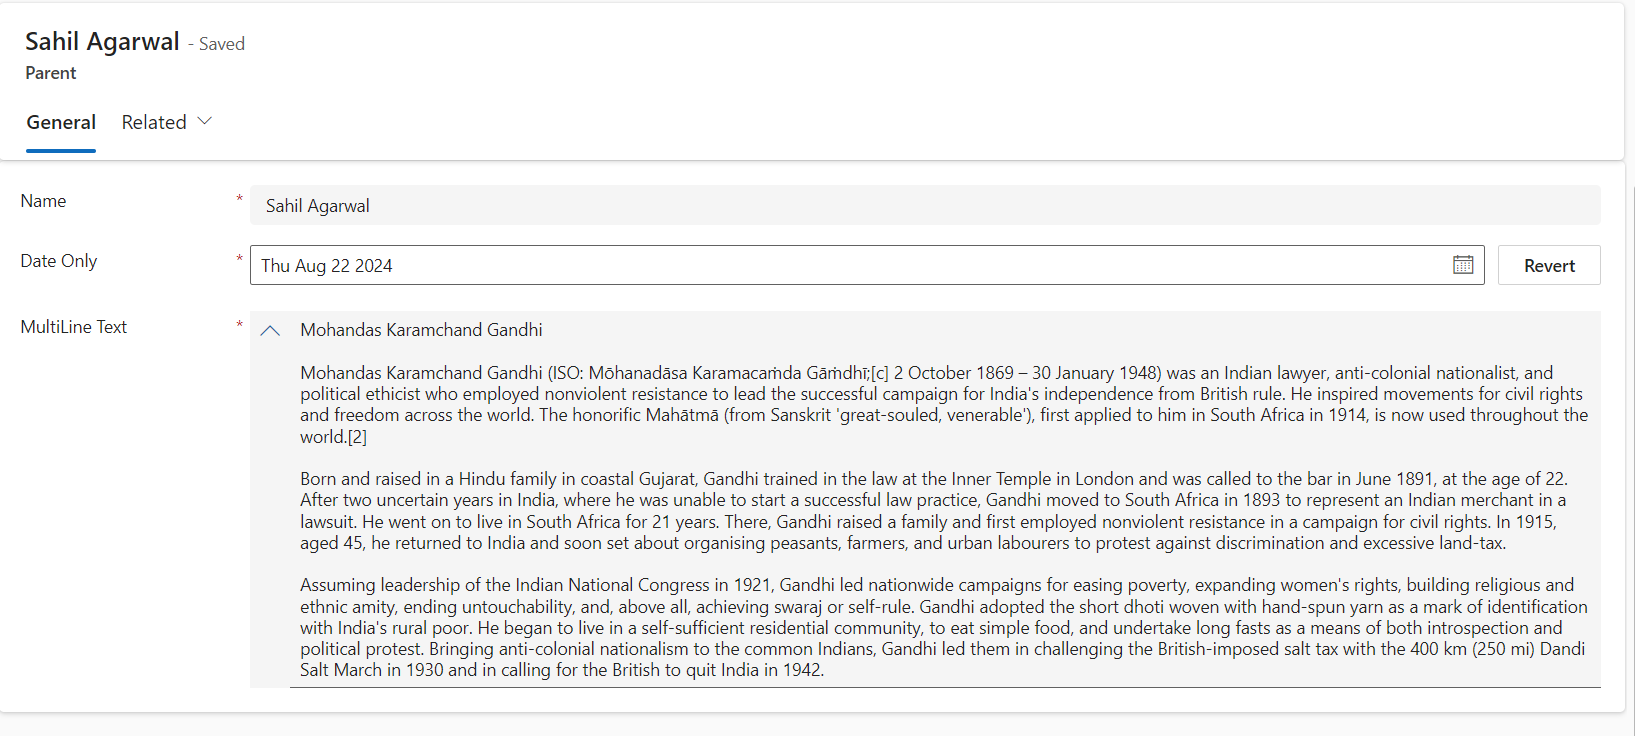 Sahil Agarwal - Saved
Parent
General Related
Name * Sahil Agarwal
Date Only * Thu Aug 22 2024 Revert
MultiLine Text * Mohandas Karamchand Gandhi
Mohandas Karamchand Gandhi (ISO: Mōhanadāsa Karamacaṁda Gāṁdhī;[c] 2 October 1869 – 30 January 1948) was an Indian lawyer, anti-colonial nationalist, and
political ethicist who employed nonviolent resistance to lead the successful campaign for India's independence from British rule. He inspired movements for civil rights
and freedom across the world. The honorific Mahātmā (from Sanskrit 'great-souled, venerable'), first applied to him in South Africa in 1914, is now used throughout the
world.[2]
Born and raised in a Hindu family in coastal Gujarat, Gandhi trained in the law at the Inner Temple in London and was called to the bar in June 1891, at the age of 22.
After two uncertain years in India, where he was unable to start a successful law practice, Gandhi moved to South Africa in 1893 to represent an Indian merchant in a
lawsuit. He went on to live in South Africa for 21 years. There, Gandhi raised a family and first employed nonviolent resistance in a campaign for civil rights. In 1915,
aged 45, he returned to India and soon set about organising peasants, farmers, and urban labourers to protest against discrimination and excessive land-tax.
Assuming leadership of the Indian National Congress in 1921, Gandhi led nationwide campaigns for easing poverty, expanding women's rights, building religious and
ethnic amity, ending untouchability, and, above all, achieving swaraj or self-rule. Gandhi adopted the short dhoti woven with hand-spun yarn as a mark of identification
with India's rural poor. He began to live in a self-sufficient residential community, to eat simple food, and undertake long fasts as a means of both introspection and
political protest. Bringing anti-colonial nationalism to the common Indians, Gandhi led them in challenging the British-imposed salt tax with the 400 km (250 mi) Dandi
Salt March in 1930 and in calling for the British to quit India in 1942.